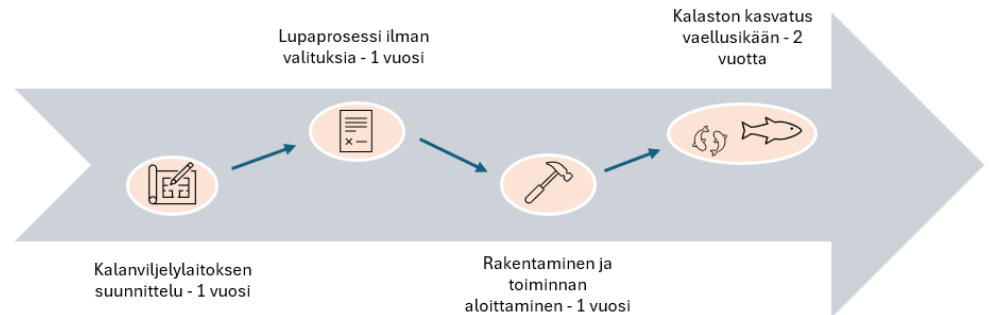 Kalanviljelylaitoksen
suunnittelu - 1 vuosi
Lupaprosessi ilman
valituksia - 1 vuosi
Rakentaminen ja
toiminnan
aloittaminen - 1 vuosi
Kalaston kasvatus
vaellusikään - 2
vuotta